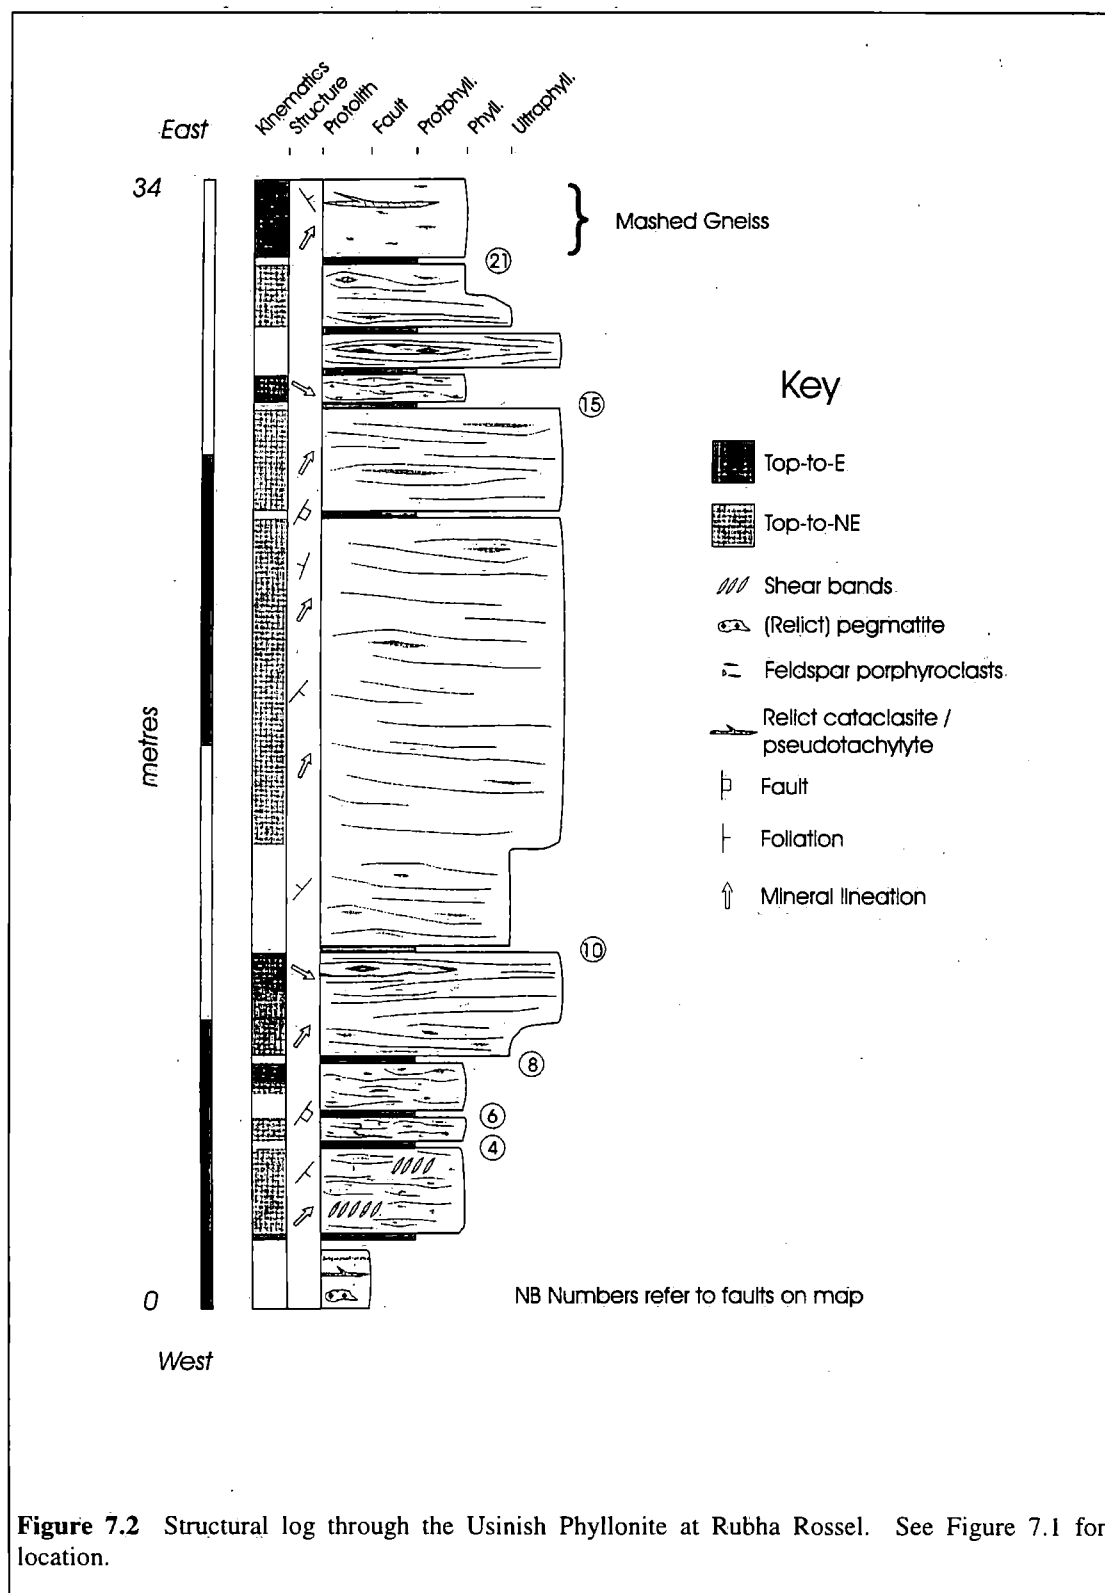 Kinematics
Structure
Protolith
Fault
Protphyll.
Phyll.
Ultraphyll.
East
34
Mashed Gneiss
21
15
Key
Top-to-E
Top-to-NE
Shear bands
(Relict) pegmatite
Feldspar porphyroclasts
Relict cataclasite /
pseudotachylyte
Fault
Foliation
Mineral lineation
metres
10
8
6
4
0
NB Numbers refer to faults on map
West
Figure 7.2 Structural log through the Usinish Phyllonite at Rubha Rossel. See Figure 7.1 for
location.